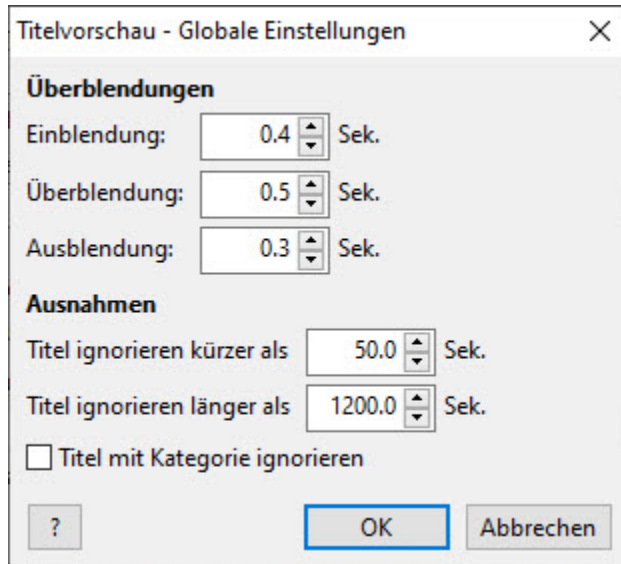 Titelvorschau - Globale Einstellungen
Überblendungen
Einblendung: 0.4 Sek.
Überblendung: 0.5 Sek.
Ausblendung: 0.3 Sek.
Ausnahmen
Titel ignorieren kürzer als 50.0 Sek.
Titel ignorieren länger als 1200.0 Sek.
Titel mit Kategorie ignorieren
? OK Abbrechen